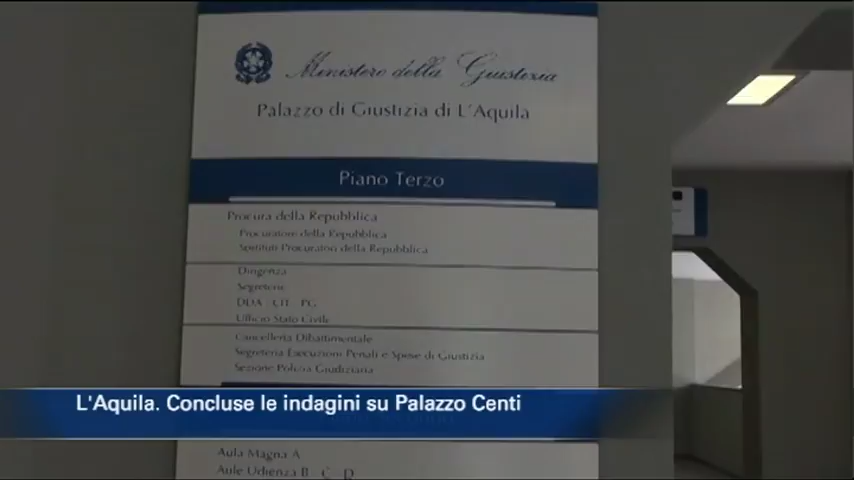 Ministero della Giustizia
Palazzo di Giustizia di L'Aquila
Piano Terzo
Procura della Repubblica
Procuratore della Repubblica
Sostituti Procuratori della Repubblica
Dirigenza
Segreterie
DDA - CIT - PG
Ufficio Stato Civile
Cancelleria Dibattimentale
Segreteria Esecuzioni Penali e Spese di Giustizia
Sezione Polizia Giudiziaria
L'Aquila. Concluse le indagini su Palazzo Centi
Aula Magna A
Aule Udienza B - C - D